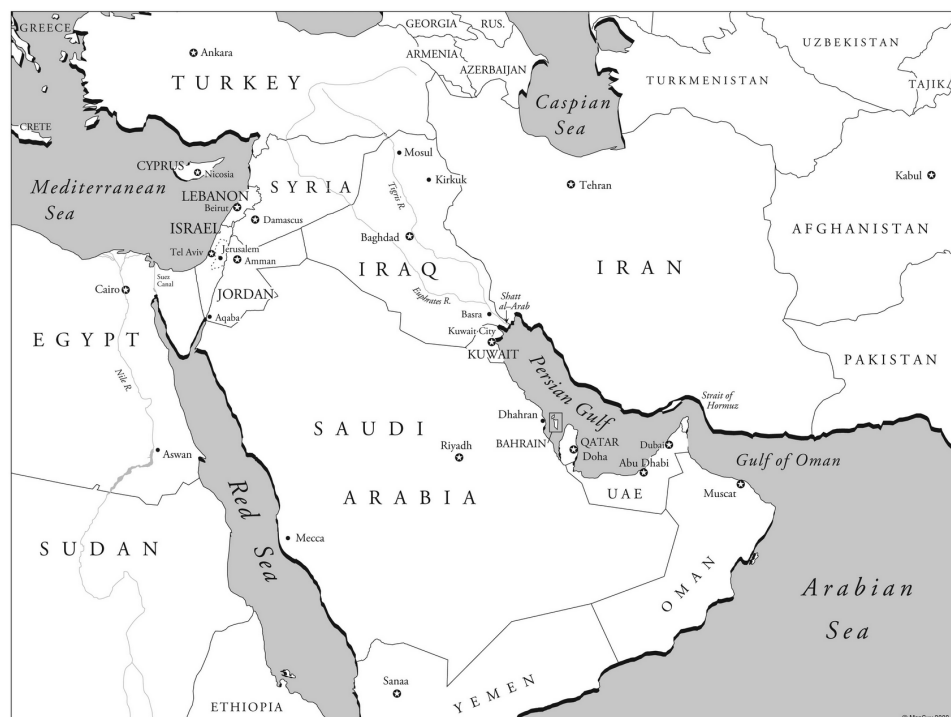 GREECE
GEORGIA
RUS.
UZBEKISTAN
Ankara
ARMENIA
AZERBAIJAN
TURKEY
TURKMENISTAN
TAJIK
Caspian
Sea
CRETE
CYPRUS
Nicosia
Mosul
Kirkuk
Tehran
Kabul
Mediterranean
Sea
LEBANON
Beirut
SYRIA
Tigris R.
Damascus
ISRAEL
AFGHANISTAN
Tel Aviv
Jerusalem
Amman
Baghdad
IRAQ
IRAN
Suez
Canal
Cairo
JORDAN
Euphrates R.
Shatt
al-Arab
Aqaba
Basra
Kuwait-City
KUWAIT
EGYPT
PAKISTAN
Nile R.
Persian Gulf
Strait of
Hormuz
Dhahran
SAUDI
ARABIA
BAHRAIN
QATAR
Doha
Dubai
Riyadh
Abu Dhabi
Gulf of Oman
Aswan
UAE
Muscat
Red
Sea
Mecca
SUDAN
OMAN
Arabian
Sea
Sanaa
YEMEN
ETHIOPIA